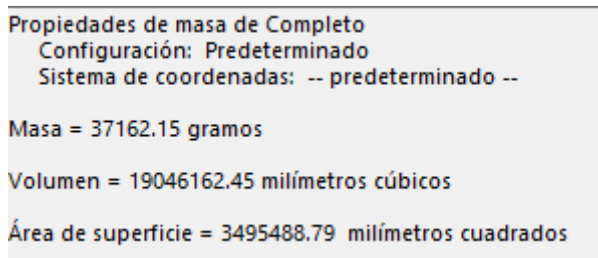 Propiedades de masa de Completo
Configuración: Predeterminado
Sistema de coordenadas: -- predeterminado --
Masa = 37162.15 gramos
Volumen = 19046162.45 milímetros cúbicos
Área de superficie = 3495488.79 milímetros cuadrados